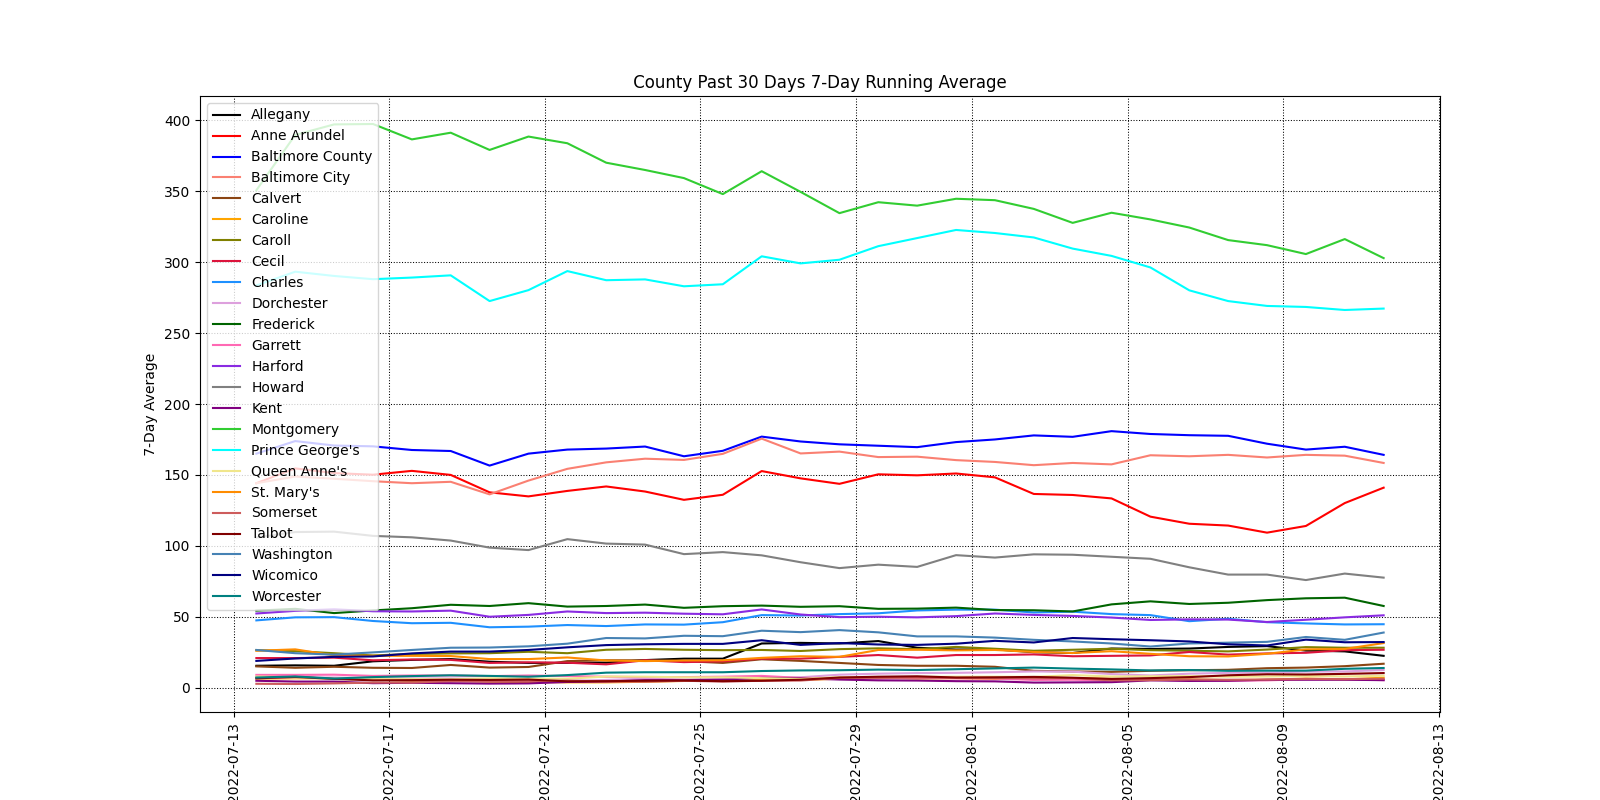 County Past 30 Days 7-Day Running Average
7-Day Average
400
350
300
250
200
150
100
50
0
Allegany
Anne Arundel
Baltimore County
Baltimore City
Calvert
Caroline
Caroll
Cecil
Charles
Dorchester
Frederick
Garrett
Harford
Howard
Kent
Montgomery
Prince George's
Queen Anne's
St. Mary's
Somerset
Talbot
Washington
Wicomico
Worcester
2022-07-13
2022-07-17
2022-07-21
2022-07-25
2022-07-29
2022-08-01
2022-08-05
2022-08-09
2022-08-13